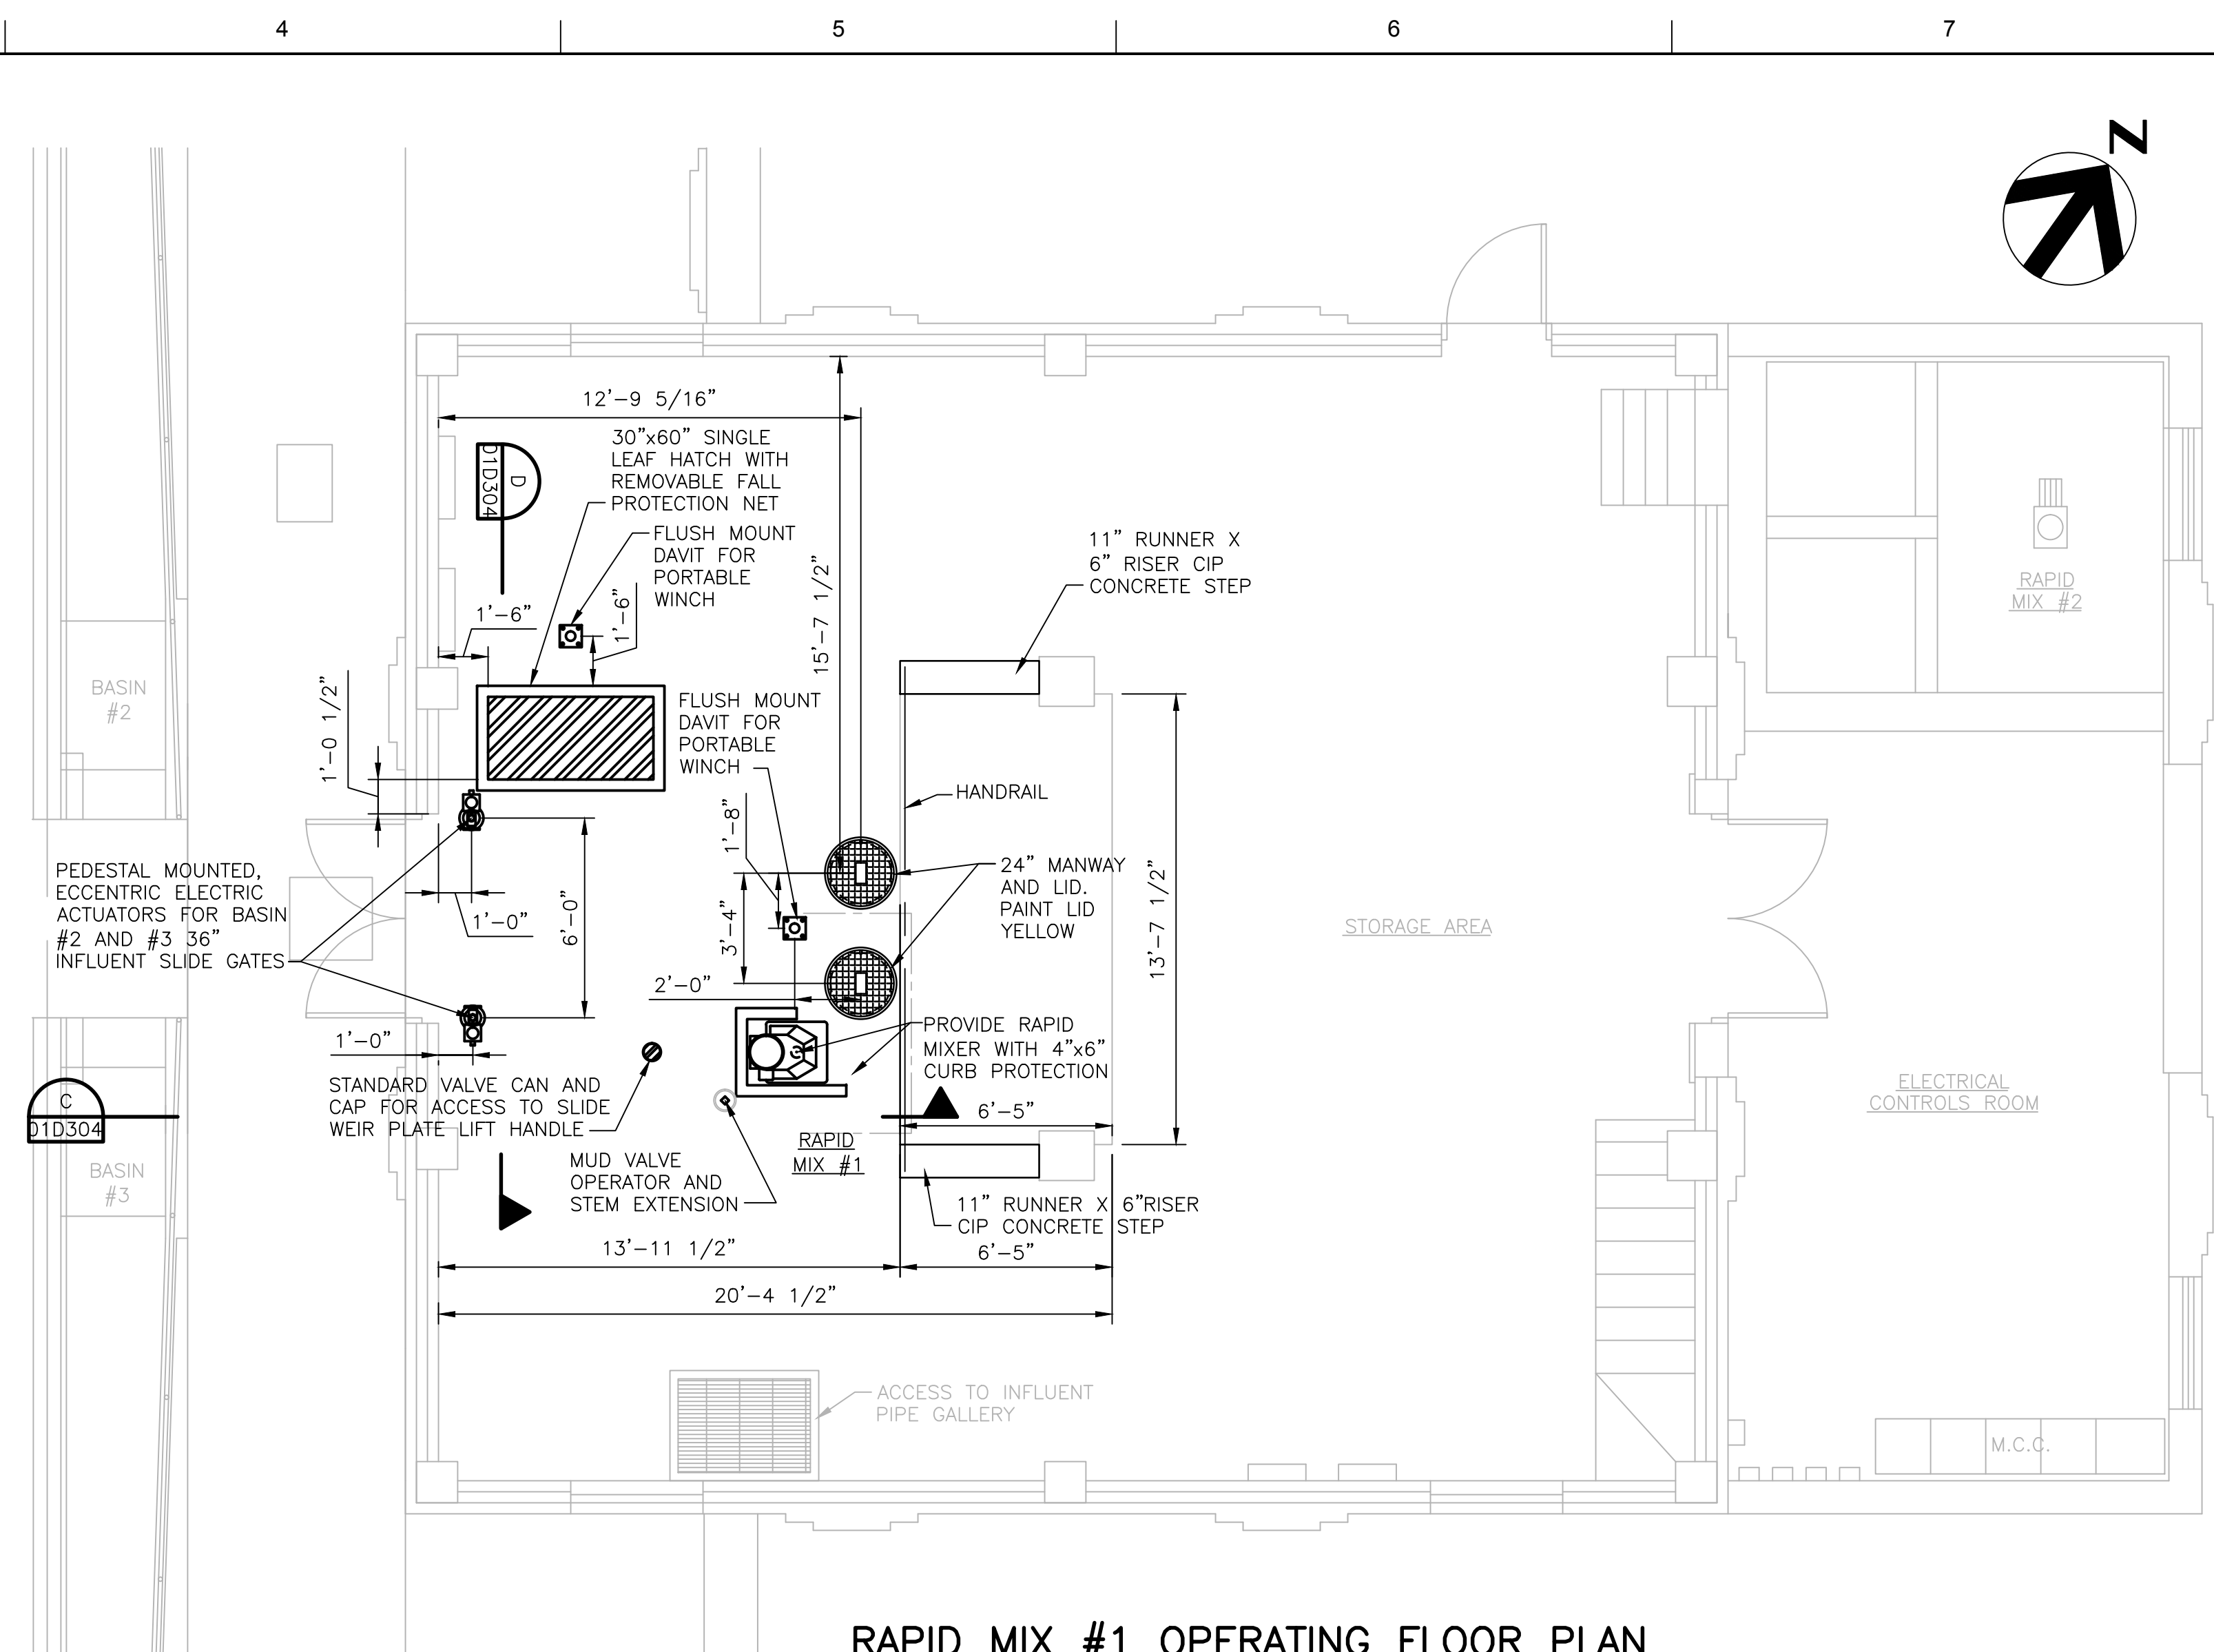 4
5
6
7
N
12'-9 5/16"
30"x60" SINGLE
LEAF HATCH WITH
REMOVABLE FALL
PROTECTION NET
D
01D304
FLUSH MOUNT
DAVIT FOR
PORTABLE
WINCH
11" RUNNER X
6" RISER CIP
CONCRETE STEP
RAPID
MIX #2
1'-6"
1'-6"
15'-7 1/2"
BASIN
#2
1'-0 1/2"
FLUSH MOUNT
DAVIT FOR
PORTABLE
WINCH
HANDRAIL
1'-8"
PEDESTAL MOUNTED,
ECCENTRIC ELECTRIC
ACTUATORS FOR BASIN
#2 AND #3 36"
INFLUENT SLIDE GATES
1'-0"
6'-0"
3'-4"
24" MANWAY
AND LID.
PAINT LID
YELLOW
13'-7 1/2"
STORAGE AREA
2'-0"
1'-0"
PROVIDE RAPID
MIXER WITH 4"x6"
CURB PROTECTION
STANDARD VALVE CAN AND
CAP FOR ACCESS TO SLIDE
WEIR PLATE LIFT HANDLE
C
01D304
6'-5"
ELECTRICAL
CONTROLS ROOM
RAPID
MIX #1
BASIN
#3
MUD VALVE
OPERATOR AND
STEM EXTENSION
11" RUNNER X 6"RISER
CIP CONCRETE STEP
13'-11 1/2"
6'-5"
20'-4 1/2"
ACCESS TO INFLUENT
PIPE GALLERY
M.C.C.
RAPID MIX #1 OPERATING FLOOR PLAN